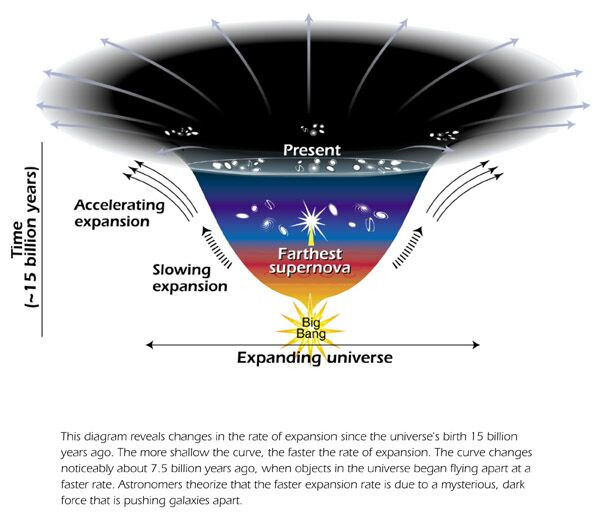 Present
Time
(~15 billion years)
Accelerating
expansion
Farthest
supernova
Slowing
expansion
Big
Bang
Expanding universe
This diagram reveals changes in the rate of expansion since the universe's birth 15 billion
years ago. The more shallow the curve, the faster the rate of expansion. The curve changes
noticeably about 7.5 billion years ago, when objects in the universe began flying apart at a
faster rate. Astronomers theorize that the faster expansion rate is due to a mysterious, dark
force that is pushing galaxies apart.